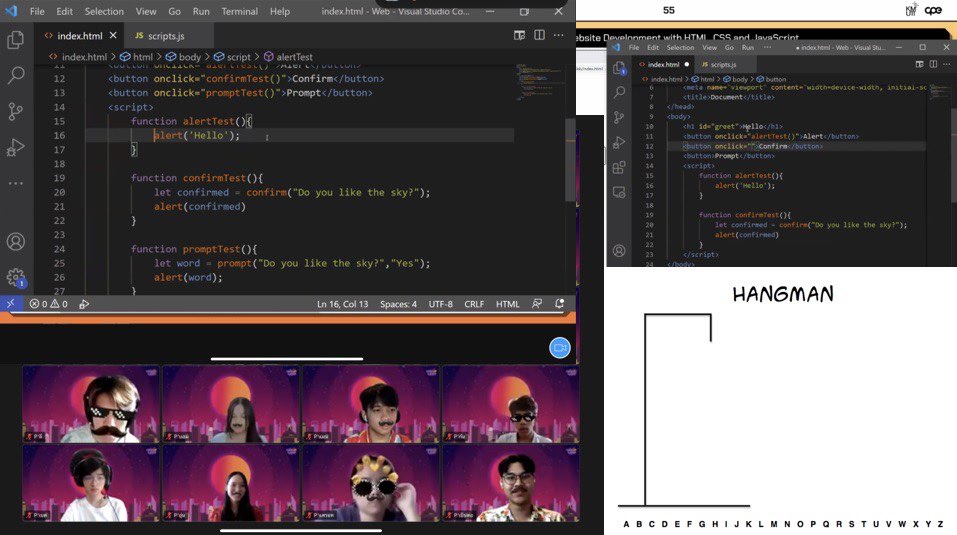 File Edit Selection View Go Run Terminal Help index.html - Web - Visual Studio Co...
index.html JS scripts.js
index.html > html > body > script > alertTest
11 <button onclick="alertTest()">Alert</button>
12 <button onclick="confirmTest()">Confirm</button>
13 <button onclick="promptTest()">Prompt</button>
14 <script>
15 function alertTest(){
16 alert('Hello');
17 }
18
19 function confirmTest(){
20 let confirmed = confirm("Do you like the sky?");
21 alert(confirmed)
22 }
23
24 function promptTest(){
25 let word = prompt("Do you like the sky?","Yes");
26 alert(word);
27 }
0 0 Ln 16, Col 13 Spaces: 4 UTF-8 CRLF HTML
1
55
cpe
ebsite Development with HTML, CSS and JavaScript
File Edit Selection View Go Run ... index.html - Web - Visual Stu...
index.html JS scripts.js
index.html > html > body > button
6 <meta name="viewport" content="width=device-width, initial-sc
7 <title>Document</title>
8 </head>
9 <body>
10 <h1 id="greet">Hello</h1>
11 <button onclick="alertTest()">Alert</button>
12 <button onclick="">Confirm</button>
13 <button>Prompt</button>
14 <script>
15 function alertTest(){
16 alert('Hello');
17 }
18
19 function confirmTest(){
20 let confirmed = confirm("Do you like the sky?");
21 alert(confirmed)
22 }
23 </script>
24 </body>
HANGMAN
A B C D E F G H I J K L M N O P Q R S T U V W X Y Z